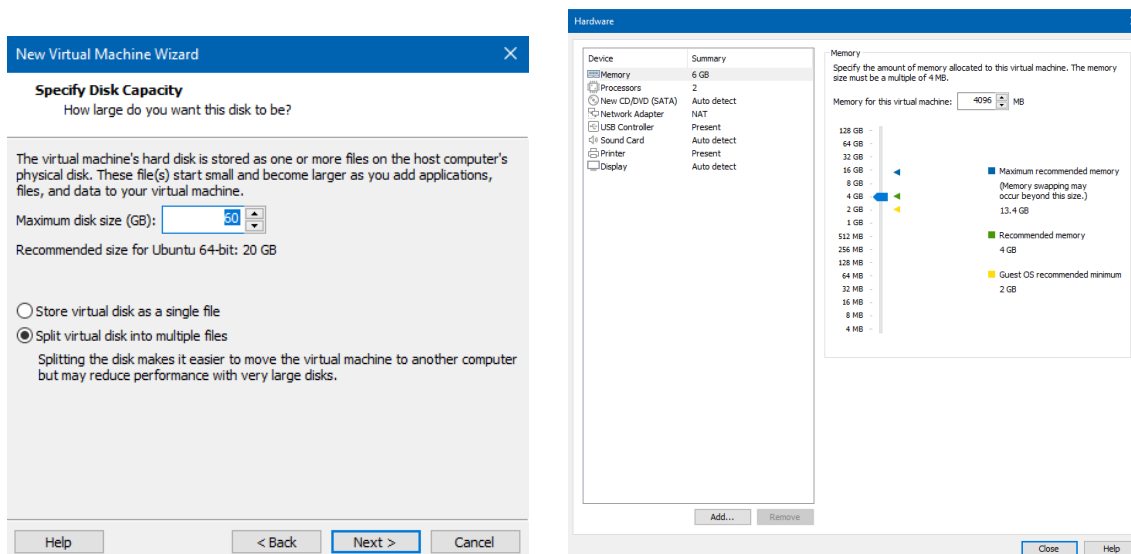 New Virtual Machine Wizard
Specify Disk Capacity
How large do you want this disk to be?
The virtual machine's hard disk is stored as one or more files on the host computer's
physical disk. These file(s) start small and become larger as you add applications,
files, and data to your virtual machine.
Maximum disk size (GB): 60
Recommended size for Ubuntu 64-bit: 20 GB
Store virtual disk as a single file
Split virtual disk into multiple files
Splitting the disk makes it easier to move the virtual machine to another computer
but may reduce performance with very large disks.
Help < Back Next > Cancel
Hardware
Device Summary
Memory 6 GB
Processors 2
New CD/DVD (SATA) Auto detect
Network Adapter NAT
USB Controller Present
Sound Card Auto detect
Printer Present
Display Auto detect
Add... Remove
Memory
Specify the amount of memory allocated to this virtual machine. The memory
size must be a multiple of 4 MB.
Memory for this virtual machine: 4096 MB
128 GB
64 GB
32 GB
16 GB
8 GB
4 GB
2 GB
1 GB
512 MB
256 MB
128 MB
64 MB
32 MB
16 MB
8 MB
4 MB
Maximum recommended memory
(Memory swapping may
occur beyond this size.)
13.4 GB
Recommended memory
4 GB
Guest OS recommended minimum
2 GB
Close Help